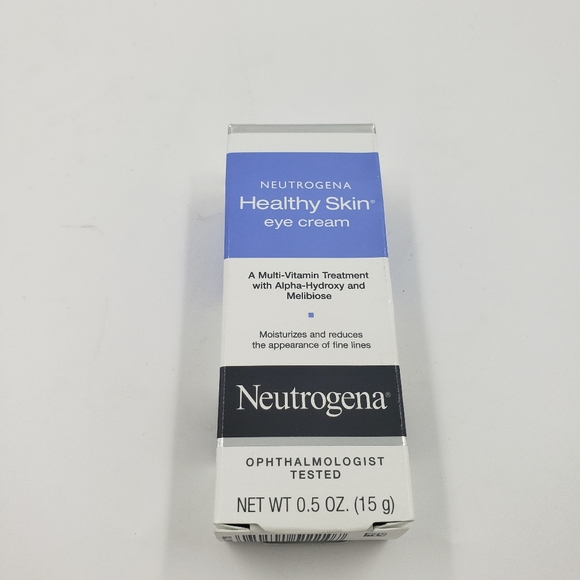 NEUTROGENA
Healthy Skin®
eye cream
A Multi-Vitamin Treatment
with Alpha-Hydroxy and
Melibiose
Moisturizes and reduces
the appearance of fine lines
Neutrogena®
OPHTHALMOLOGIST
TESTED
NET WT 0.5 OZ. (15 g)